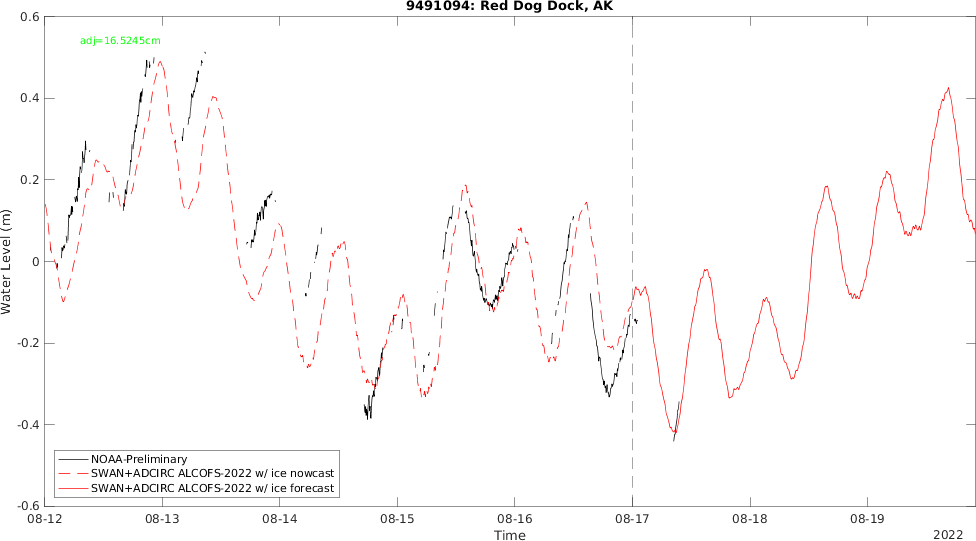 9491094: Red Dog Dock, AK
adj=16.5245cm
0.6
0.4
0.2
0
-0.2
-0.4
-0.6
Water Level (m)
NOAA-Preliminary
SWAN+ADCIRC ALCOFS-2022 w/ ice nowcast
SWAN+ADCIRC ALCOFS-2022 w/ ice forecast
08-12 08-13 08-14 08-15 08-16 08-17 08-18 08-19
Time
2022